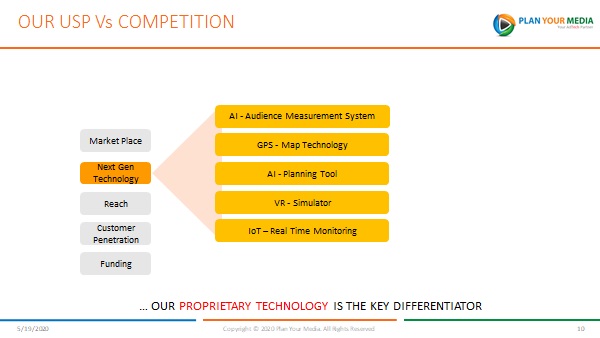 OUR USP Vs COMPETITION
PLAN YOUR MEDIA
Your AdTech Partner
AI - Audience Measurement System
Market Place
GPS - Map Technology
Next Gen
Technology
AI - Planning Tool
Reach
VR - Simulator
Customer
Penetration
IoT – Real Time Monitoring
Funding
... OUR PROPRIETARY TECHNOLOGY IS THE KEY DIFFERENTIATOR
5/19/2020
Copyright © 2020 Plan Your Media. All Rights Reserved
10